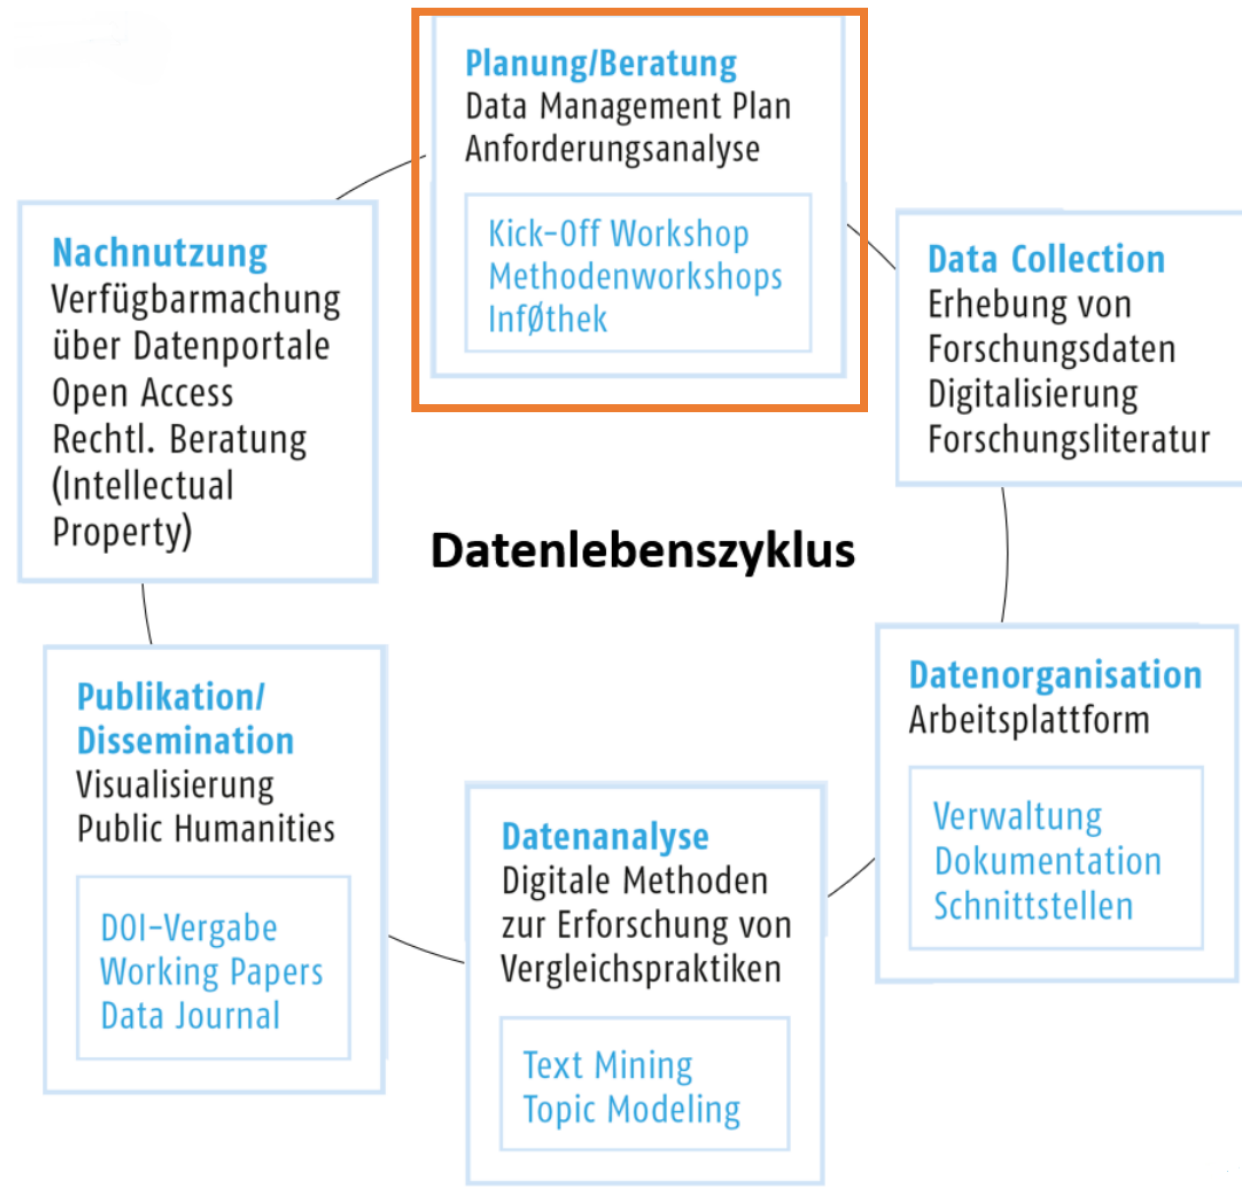 Planung/Beratung
Data Management Plan
Anforderungsanalyse
Kick-Off Workshop
Methodenworkshops
InfØthek
Data Collection
Erhebung von
Forschungsdaten
Digitalisierung
Forschungsliteratur
Datenorganisation
Arbeitsplattform
Verwaltung
Dokumentation
Schnittstellen
Datenanalyse
Digitale Methoden
zur Erforschung von
Vergleichspraktiken
Text Mining
Topic Modeling
Publikation/
Dissemination
Visualisierung
Public Humanities
DOI-Vergabe
Working Papers
Data Journal
Nachnutzung
Verfügbarmachung
über Datenportale
Open Access
Rechtl. Beratung
(Intellectual
Property)
Datenlebenszyklus